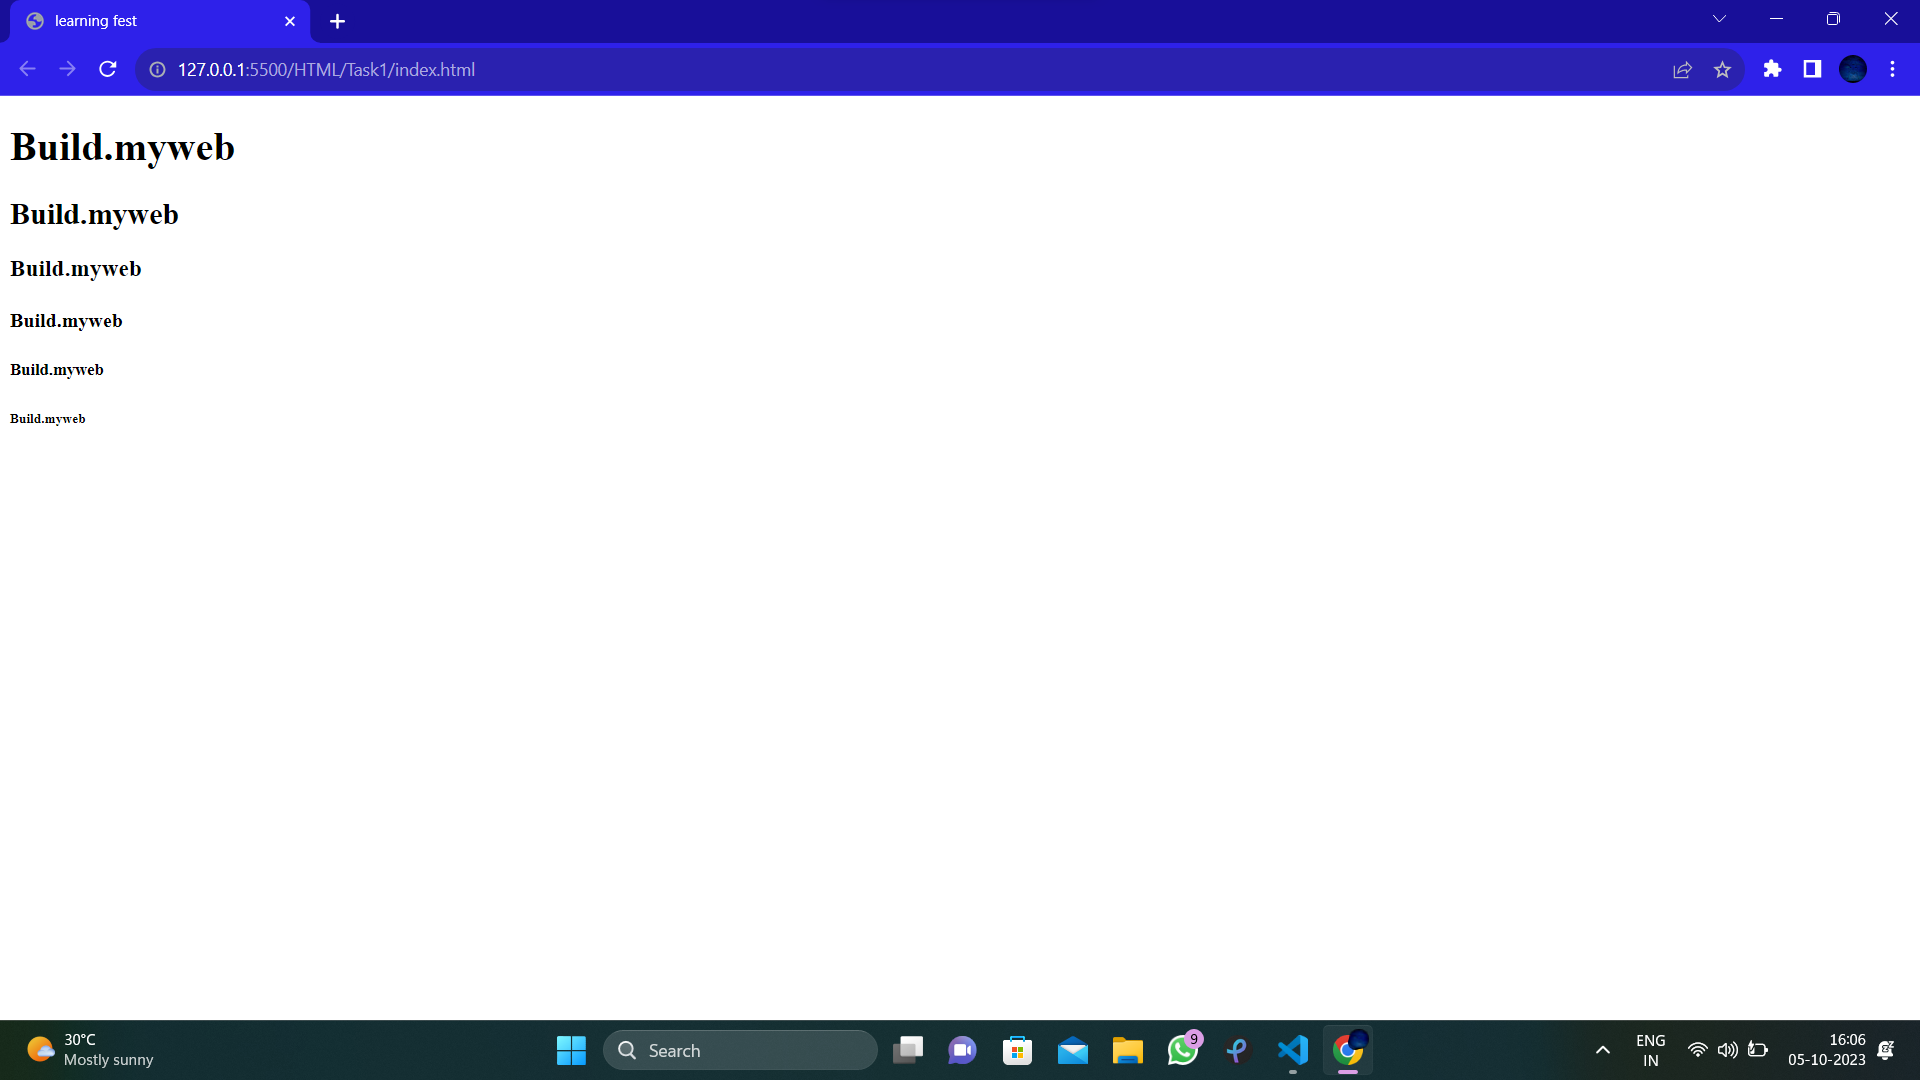 learning fest
127.0.0.1:5500/HTML/Task1/index.html
Build.myweb
Build.myweb
Build.myweb
Build.myweb
Build.myweb
Build.myweb
30°C
Mostly sunny
Search
9
ENG
IN
16:06
05-10-2023